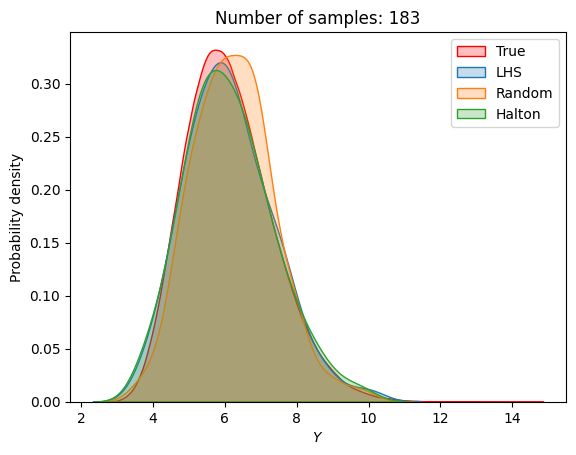 Number of samples: 183
True
LHS
Random
Halton
Probability density
0.30
0.25
0.20
0.15
0.10
0.05
0.00
2 4 6 8 10 12 14
Y